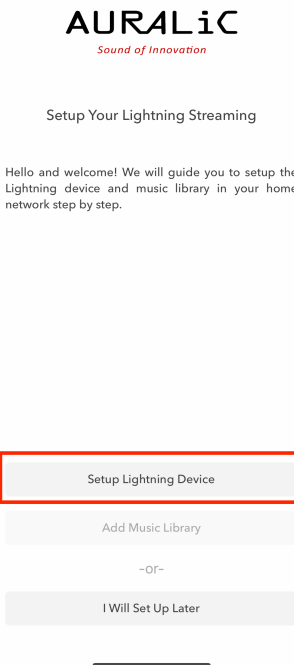 AURALiC
Sound of Innovation
Setup Your Lightning Streaming
Hello and welcome! We will guide you to setup the
Lightning device and music library in your home
network step by step.
Setup Lightning Device
Add Music Library
-or-
I Will Set Up Later